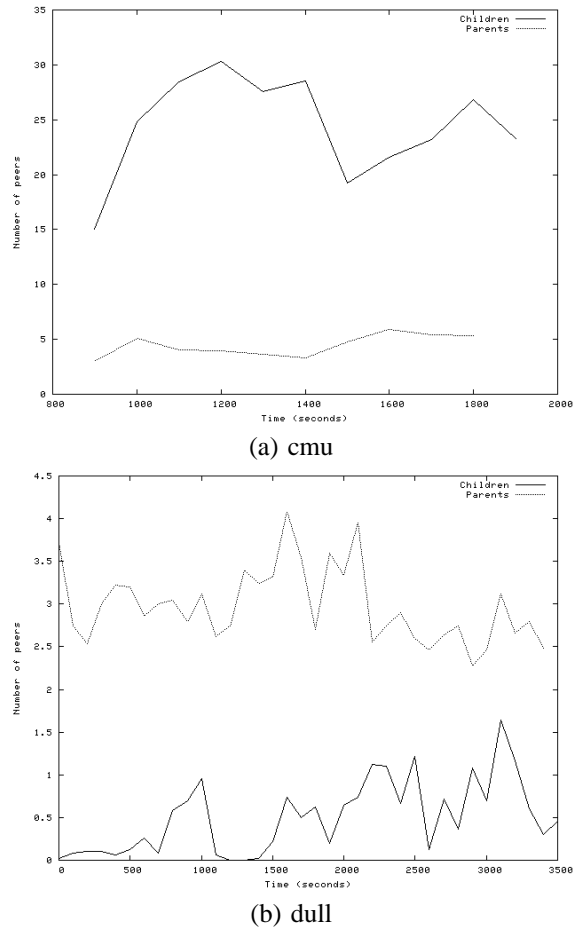 35
30
25
20
15
10
5
0
Number of peers
Children
Parents
800 1000 1200 1400 1600 1800 2000
Time (seconds)
(a) cmu
4.5
4
3.5
3
2.5
2
1.5
1
0.5
0
Number of peers
Children
Parents
0 500 1000 1500 2000 2500 3000 3500
Time (seconds)
(b) dull